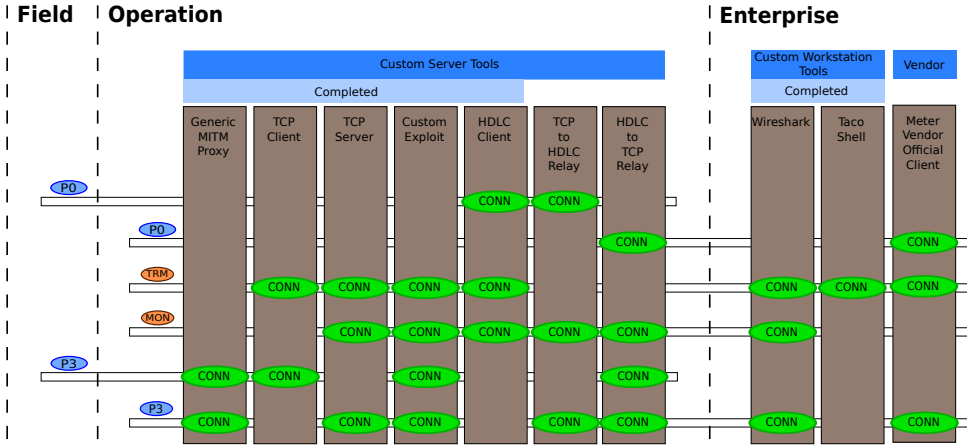 Field
Operation
Enterprise
Custom Server Tools
Custom Workstation
Tools
Vendor
Completed
Completed
Generic
MITM
Proxy
TCP
Client
TCP
Server
Custom
Exploit
HDLC
Client
TCP
to
HDLC
Relay
HDLC
to
TCP
Relay
Wireshark
Taco
Shell
Meter
Vendor
Official
Client
P0
CONN CONN
P0
CONN CONN
TRM
CONN CONN CONN CONN CONN CONN CONN
MON
CONN CONN CONN CONN CONN CONN
P3
CONN CONN CONN CONN
P3
CONN CONN CONN CONN CONN CONN CONN